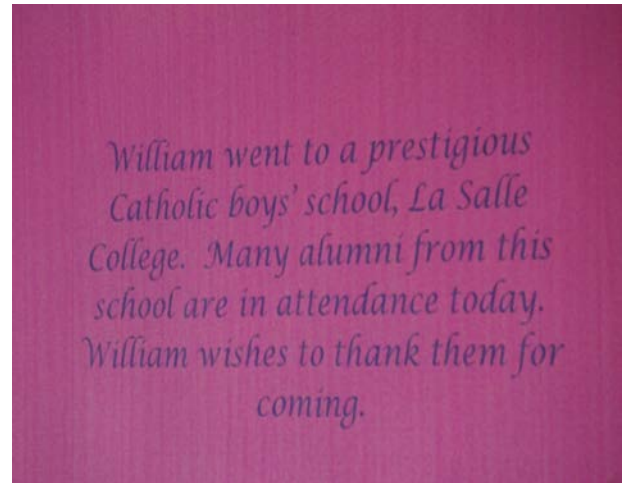 William went to a prestigious
Catholic boys' school, La Salle
College. Many alumni from this
school are in attendance today.
William wishes to thank them for
coming.